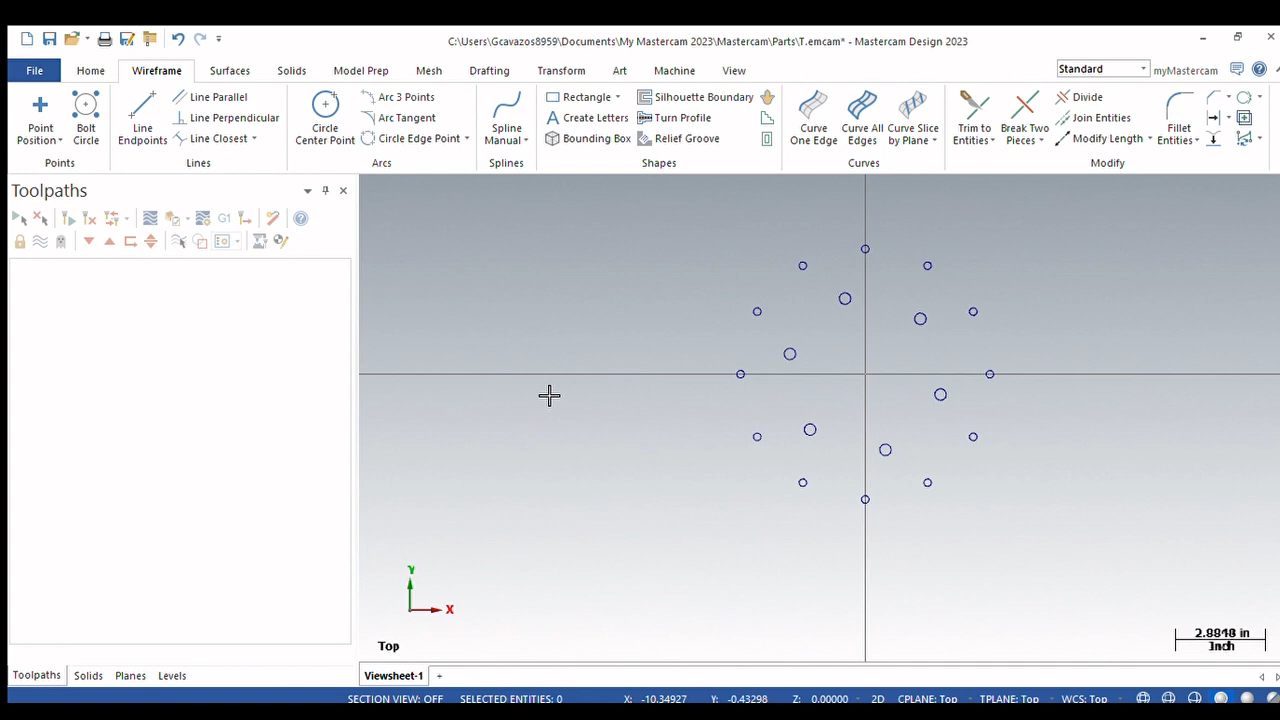 C:\Users\Gcavazos8959\Documents\My Mastercam 2023\Mastercam\Parts\T.emcam* - Mastercam Design 2023
File Home Wireframe Surfaces Solids Model Prep Mesh Drafting Transform Art Machine View Standard myMastercam
Point Position Bolt Circle Points
Line Endpoints Line Parallel Line Perpendicular Line Closest Lines
Circle Center Point Arc 3 Points Arc Tangent Circle Edge Point Arcs
Spline Manual Splines
Rectangle Create Letters Bounding Box Silhouette Boundary Turn Profile Relief Groove Shapes
Curve One Edge Curve All Edges Curve Slice by Plane Curves
Trim to Entities Break Two Pieces Divide Join Entities Modify Length Fillet Entities Modify
Toolpaths
G1
Y
X
Top
2.8848 in
Inch
Toolpaths Solids Planes Levels Viewsheet-1 +
SECTION VIEW: OFF SELECTED ENTITIES: 0 X: -10.34927 Y: -0.43298 Z: 0.00000 2D CPLANE: Top TPLANE: Top WCS: Top